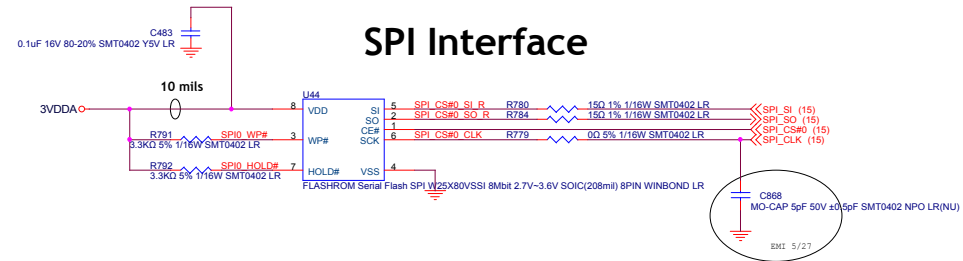 SPI Interface
C483
0.1uF 16V 80-20% SMT0402 Y5V LR
10 mils
3VDDA
U44
8 VDD SI 5 SPI_CS#0_SI_R R780 15Ω 1% 1/16W SMT0402 LR SPI_SI (15)
SO 2 SPI_CS#0_SO_R R784 15Ω 1% 1/16W SMT0402 LR SPI_SO (15)
CE# 1 SPI_CS#0 (15)
R791 SPI0_WP# 3 WP# SCK 6 SPI_CS#0_CLK R779 0Ω 5% 1/16W SMT0402 LR SPI_CLK (15)
3.3KΩ 5% 1/16W SMT0402 LR
R792 SPI0_HOLD# 7 HOLD# VSS 4
3.3KΩ 5% 1/16W SMT0402 LR
FLASHROM Serial Flash SPI W25X80VSSI 8Mbit 2.7V~3.6V SOIC(208mil) 8PIN WINBOND LR
C868
MO-CAP 5pF 50V ±0.5pF SMT0402 NPO LR(NU)
EMI 5/27